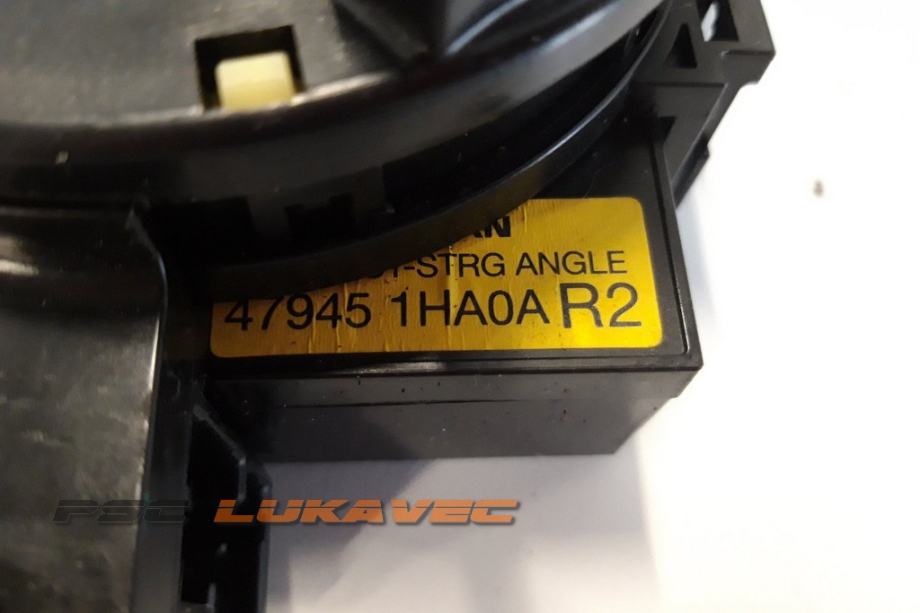 -STRG ANGLE
47945 1HA0A R2
PSC LUKAVEC